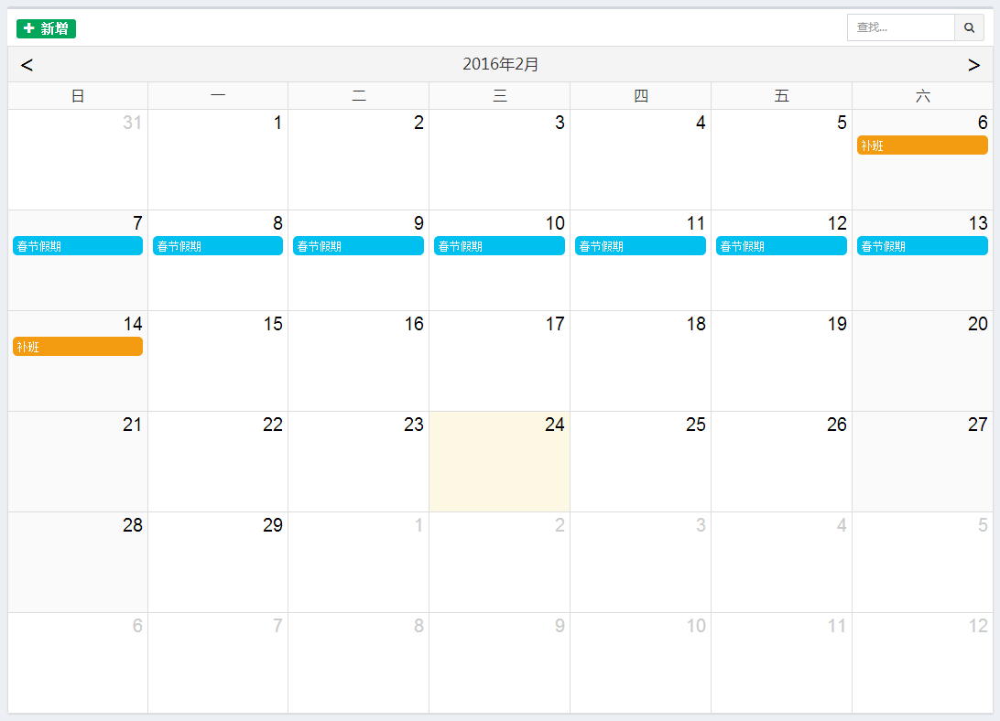 新增
查找...
< 2016年2月 >
日 一 二 三 四 五 六
31 1 2 3 4 5 6
补班
7 8 9 10 11 12 13
春节假期 春节假期 春节假期 春节假期 春节假期 春节假期 春节假期
14 15 16 17 18 19 20
补班
21 22 23 24 25 26 27
28 29 1 2 3 4 5
6 7 8 9 10 11 12